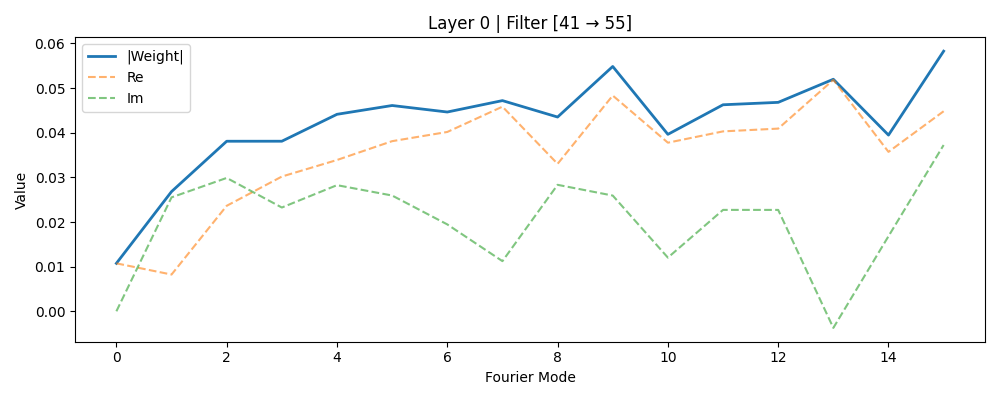 Layer 0 | Filter [41 → 55]
|Weight|
Re
Im
0.06
0.05
0.04
0.03
0.02
0.01
0.00
Value
0 2 4 6 8 10 12 14
Fourier Mode